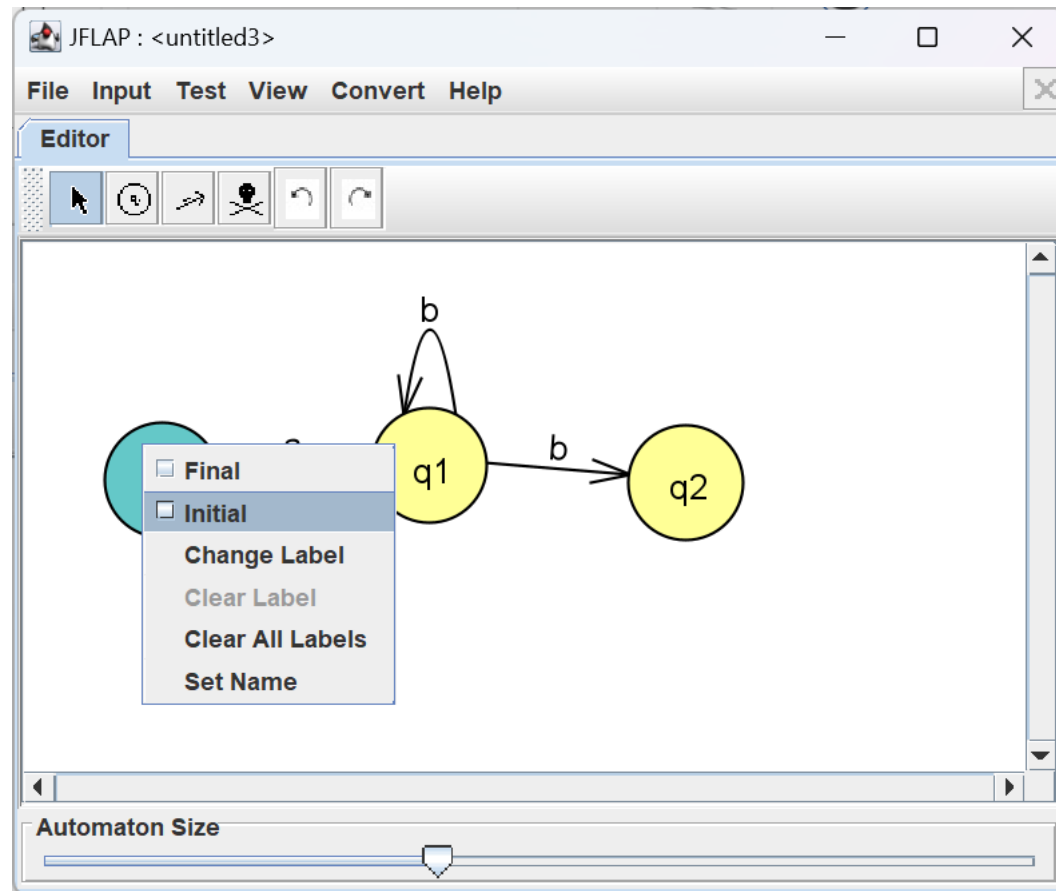 JFLAP : <untitled3>
File Input Test View Convert Help
Editor
b
b
q1
q2
Final
Initial
Change Label
Clear Label
Clear All Labels
Set Name
Automaton Size